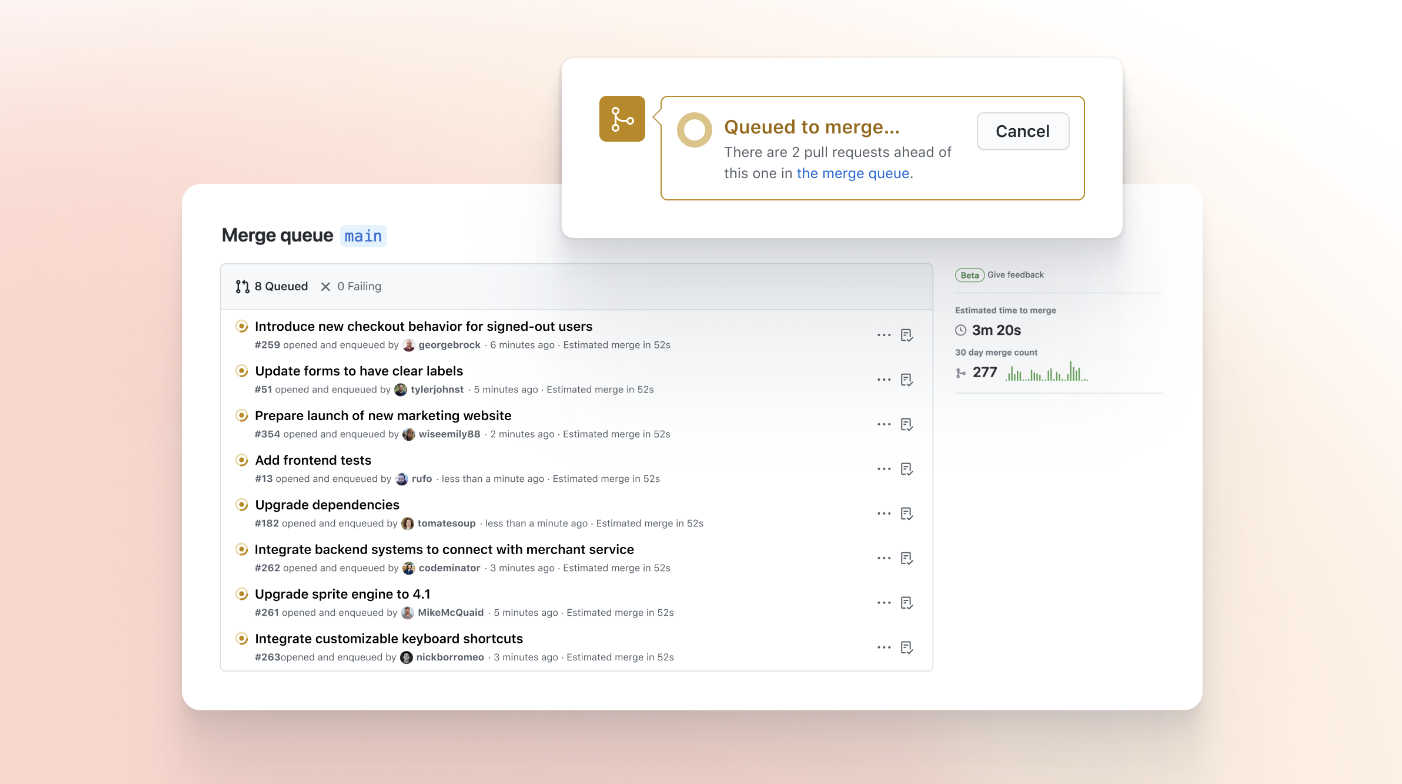 Queued to merge...
There are 2 pull requests ahead of
this one in the merge queue.
Cancel
Merge queue main
8 Queued 0 Failing
Introduce new checkout behavior for signed-out users
#259 opened and enqueued by georgebrock · 6 minutes ago · Estimated merge in 52s
Update forms to have clear labels
#51 opened and enqueued by tylerjohnst · 5 minutes ago · Estimated merge in 52s
Prepare launch of new marketing website
#354 opened and enqueued by wiseemily88 · 2 minutes ago · Estimated merge in 52s
Add frontend tests
#13 opened and enqueued by rufo · less than a minute ago · Estimated merge in 52s
Upgrade dependencies
#182 opened and enqueued by tomatesoup · less than a minute ago · Estimated merge in 52s
Integrate backend systems to connect with merchant service
#262 opened and enqueued by codeminator · 3 minutes ago · Estimated merge in 52s
Upgrade sprite engine to 4.1
#261 opened and enqueued by MikeMcQuaid · 5 minutes ago · Estimated merge in 52s
Integrate customizable keyboard shortcuts
#263opened and enqueued by nickborromeo · 3 minutes ago · Estimated merge in 52s
Beta Give feedback
Estimated time to merge
3m 20s
30 day merge count
277